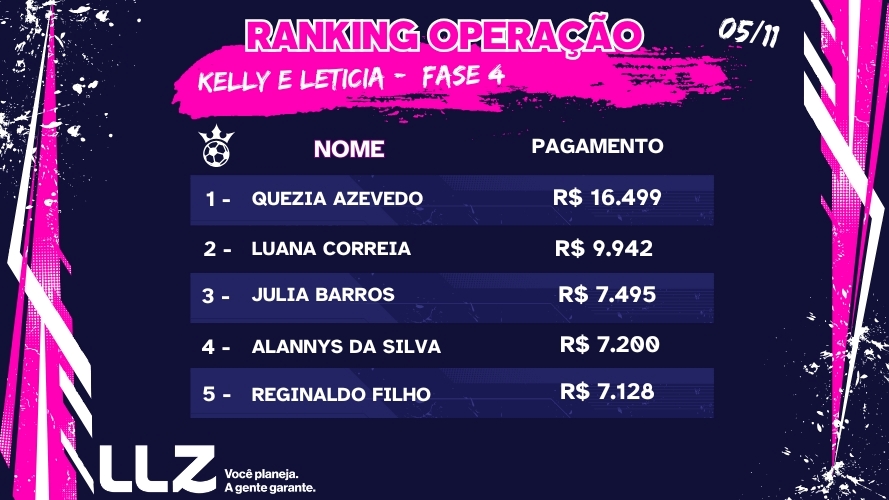 RANKING OPERAÇÃO
05/11
KELLY E LETICIA - FASE 4
NOME PAGAMENTO
1 - QUEZIA AZEVEDO R$ 16.499
2 - LUANA CORREIA R$ 9.942
3 - JULIA BARROS R$ 7.495
4 - ALANNYS DA SILVA R$ 7.200
5 - REGINALDO FILHO R$ 7.128
LLZ
Você planeja.
A gente garante.